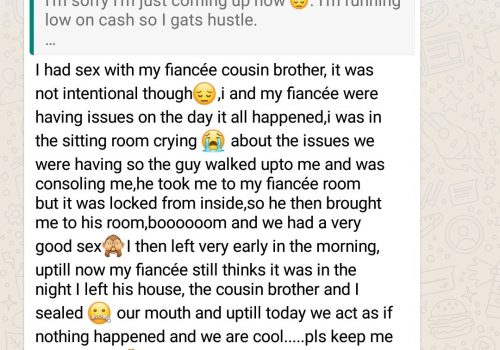 I'm sorry I'm just coming up now 😔. I'm running
low on cash so I gats hustle.
...
I had sex with my fiancée cousin brother, it was
not intentional though😔,i and my fiancée were
having issues on the day it all happened,i was in
the sitting room crying 😭 about the issues we
were having so the guy walked upto me and was
consoling me,he took me to my fiancée room
but it was locked from inside,so he then brought
me to his room,boooooom and we had a very
good sex🙈I then left very early in the morning,
uptill now my fiancée still thinks it was in the
night I left his house, the cousin brother and I
sealed 🤐 our mouth and uptill today we act as if
nothing happened and we are cool.....pls keep me